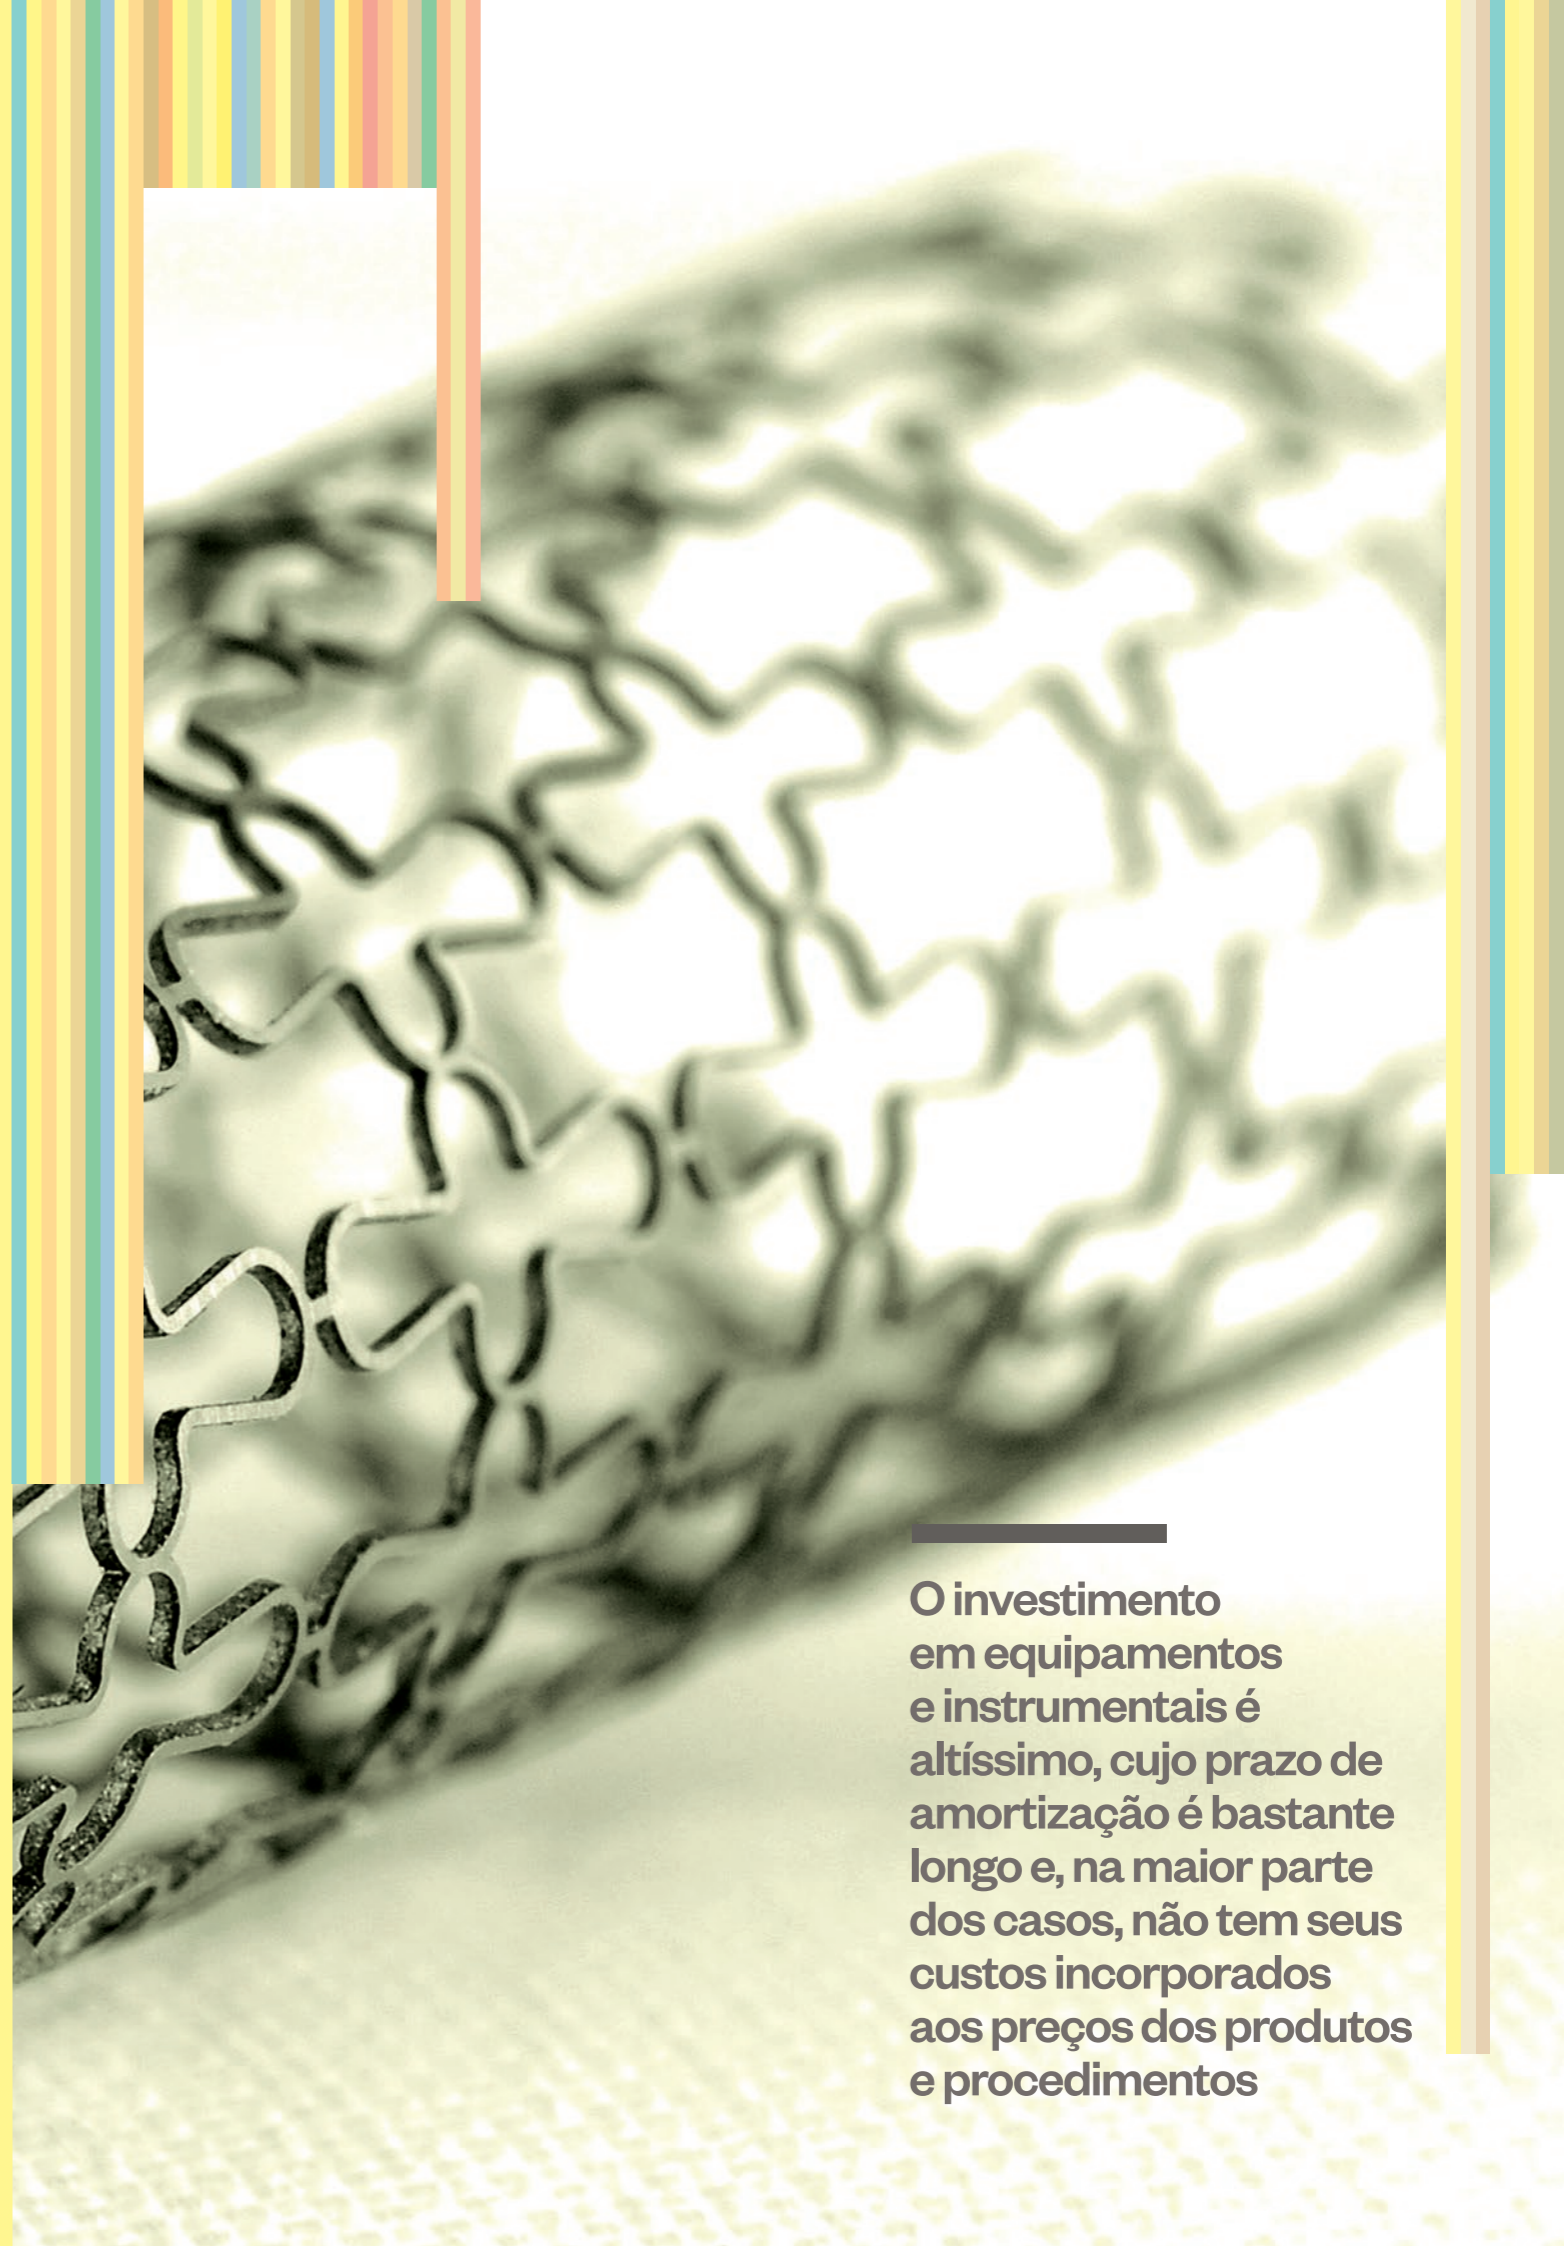 O investimento
em equipamentos
e instrumentais é
altíssimo, cujo prazo de
amortização é bastante
longo e, na maior parte
dos casos, não tem seus
custos incorporados
aos preços dos produtos
e procedimentos